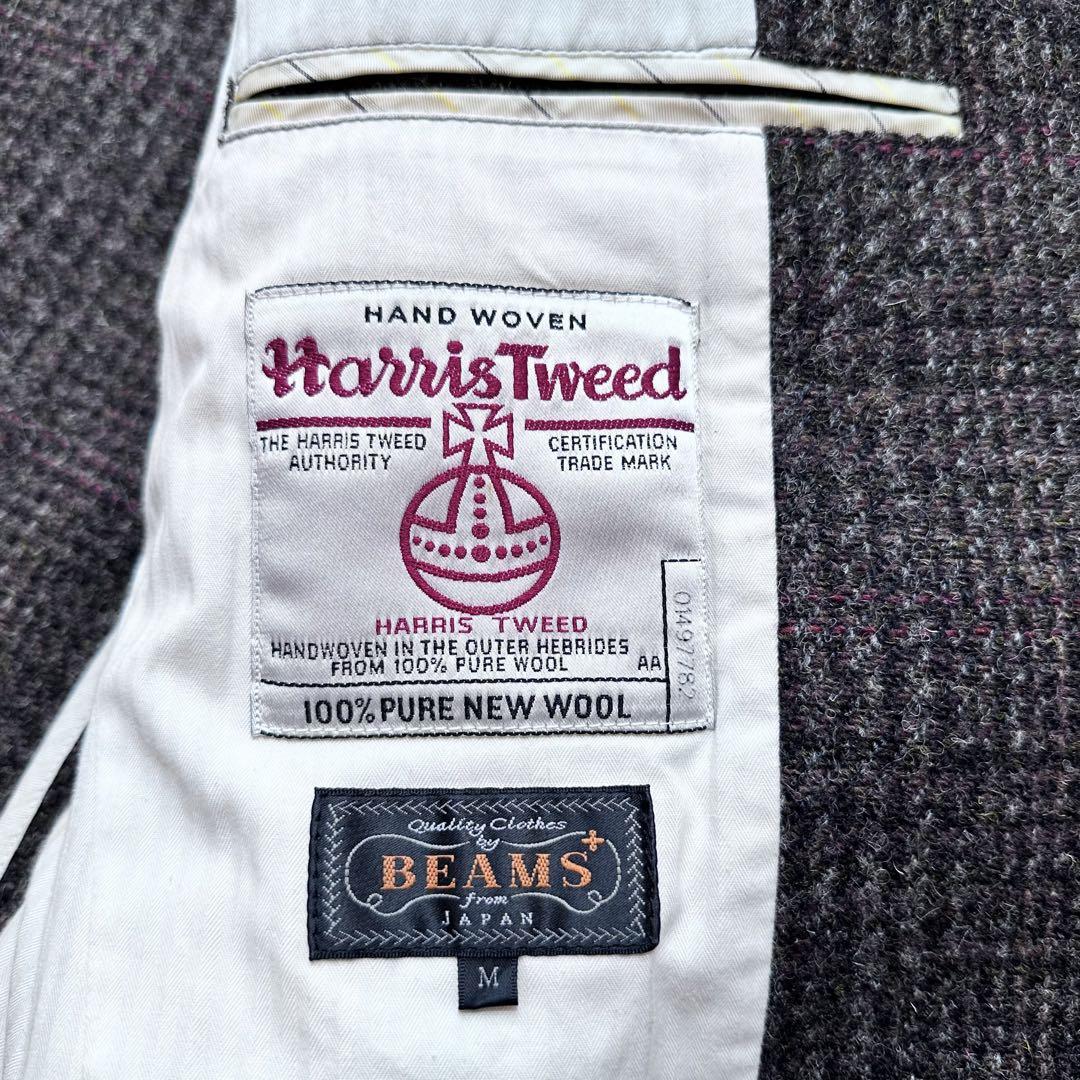 HAND WOVEN
Harris Tweed
THE HARRIS TWEED AUTHORITY
CERTIFICATION TRADE MARK
HARRIS TWEED
HANDWOVEN IN THE OUTER HEBRIDES
FROM 100% PURE WOOL
AA
01497782
100% PURE NEW WOOL
Quality Clothes
by
BEAMS+
from
JAPAN
M